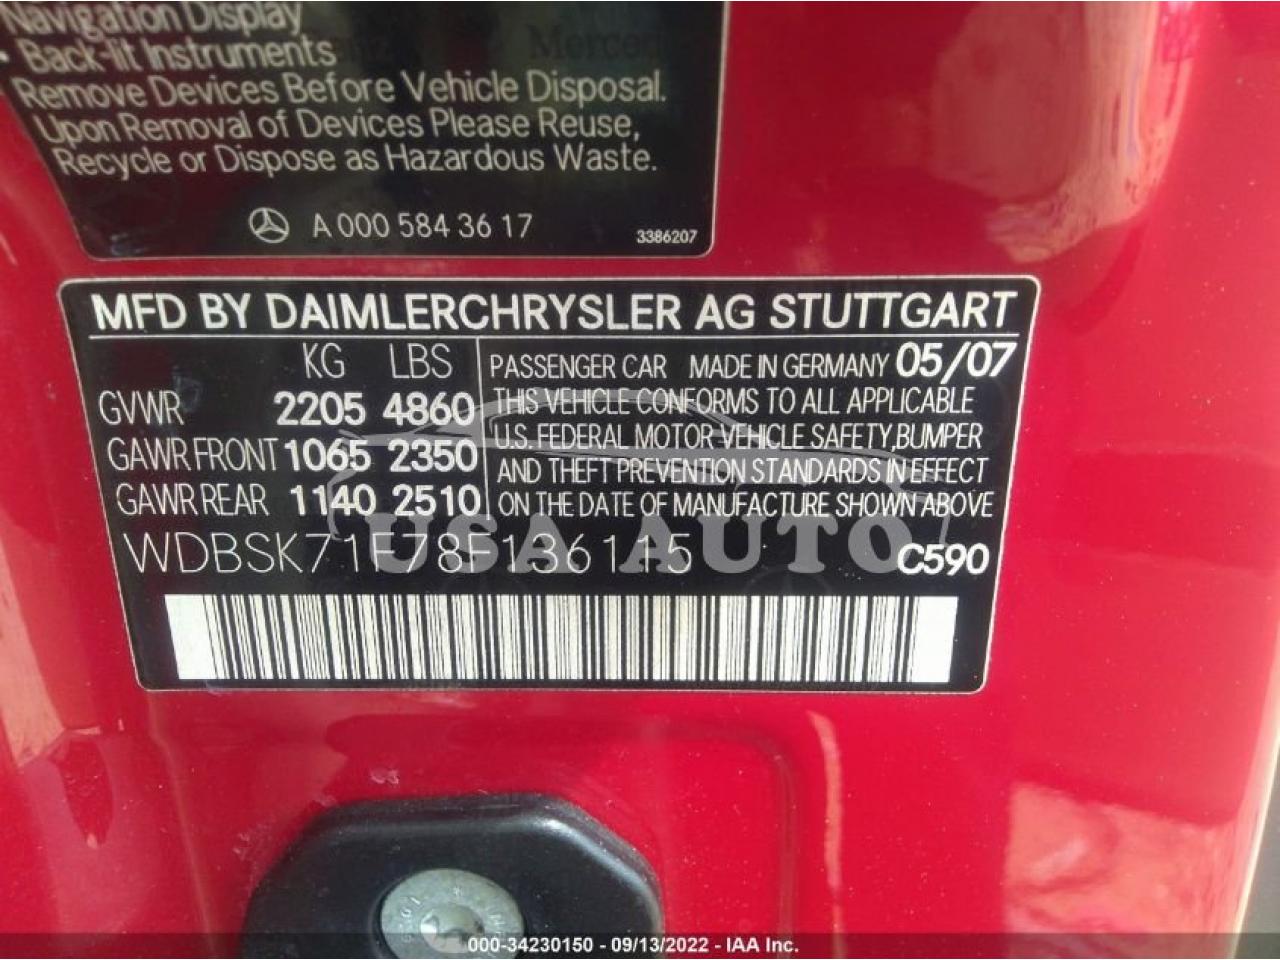 Navigation Display
• Back-lit Instruments
Remove Devices Before Vehicle Disposal.
Upon Removal of Devices Please Reuse,
Recycle or Dispose as Hazardous Waste.
A 000 584 36 17
3386207
MFD BY DAIMLERCHRYSLER AG STUTTGART
KG LBS
GVWR 2205 4860
GAWR FRONT 1065 2350
GAWR REAR 1140 2510
PASSENGER CAR MADE IN GERMANY 05/07
THIS VEHICLE CONFORMS TO ALL APPLICABLE
U.S. FEDERAL MOTOR VEHICLE SAFETY, BUMPER
AND THEFT PREVENTION STANDARDS IN EFFECT
ON THE DATE OF MANUFACTURE SHOWN ABOVE
USA AUTO
WDBSK71F78F136115
C590
000-34230150 - 09/13/2022 - IAA Inc.